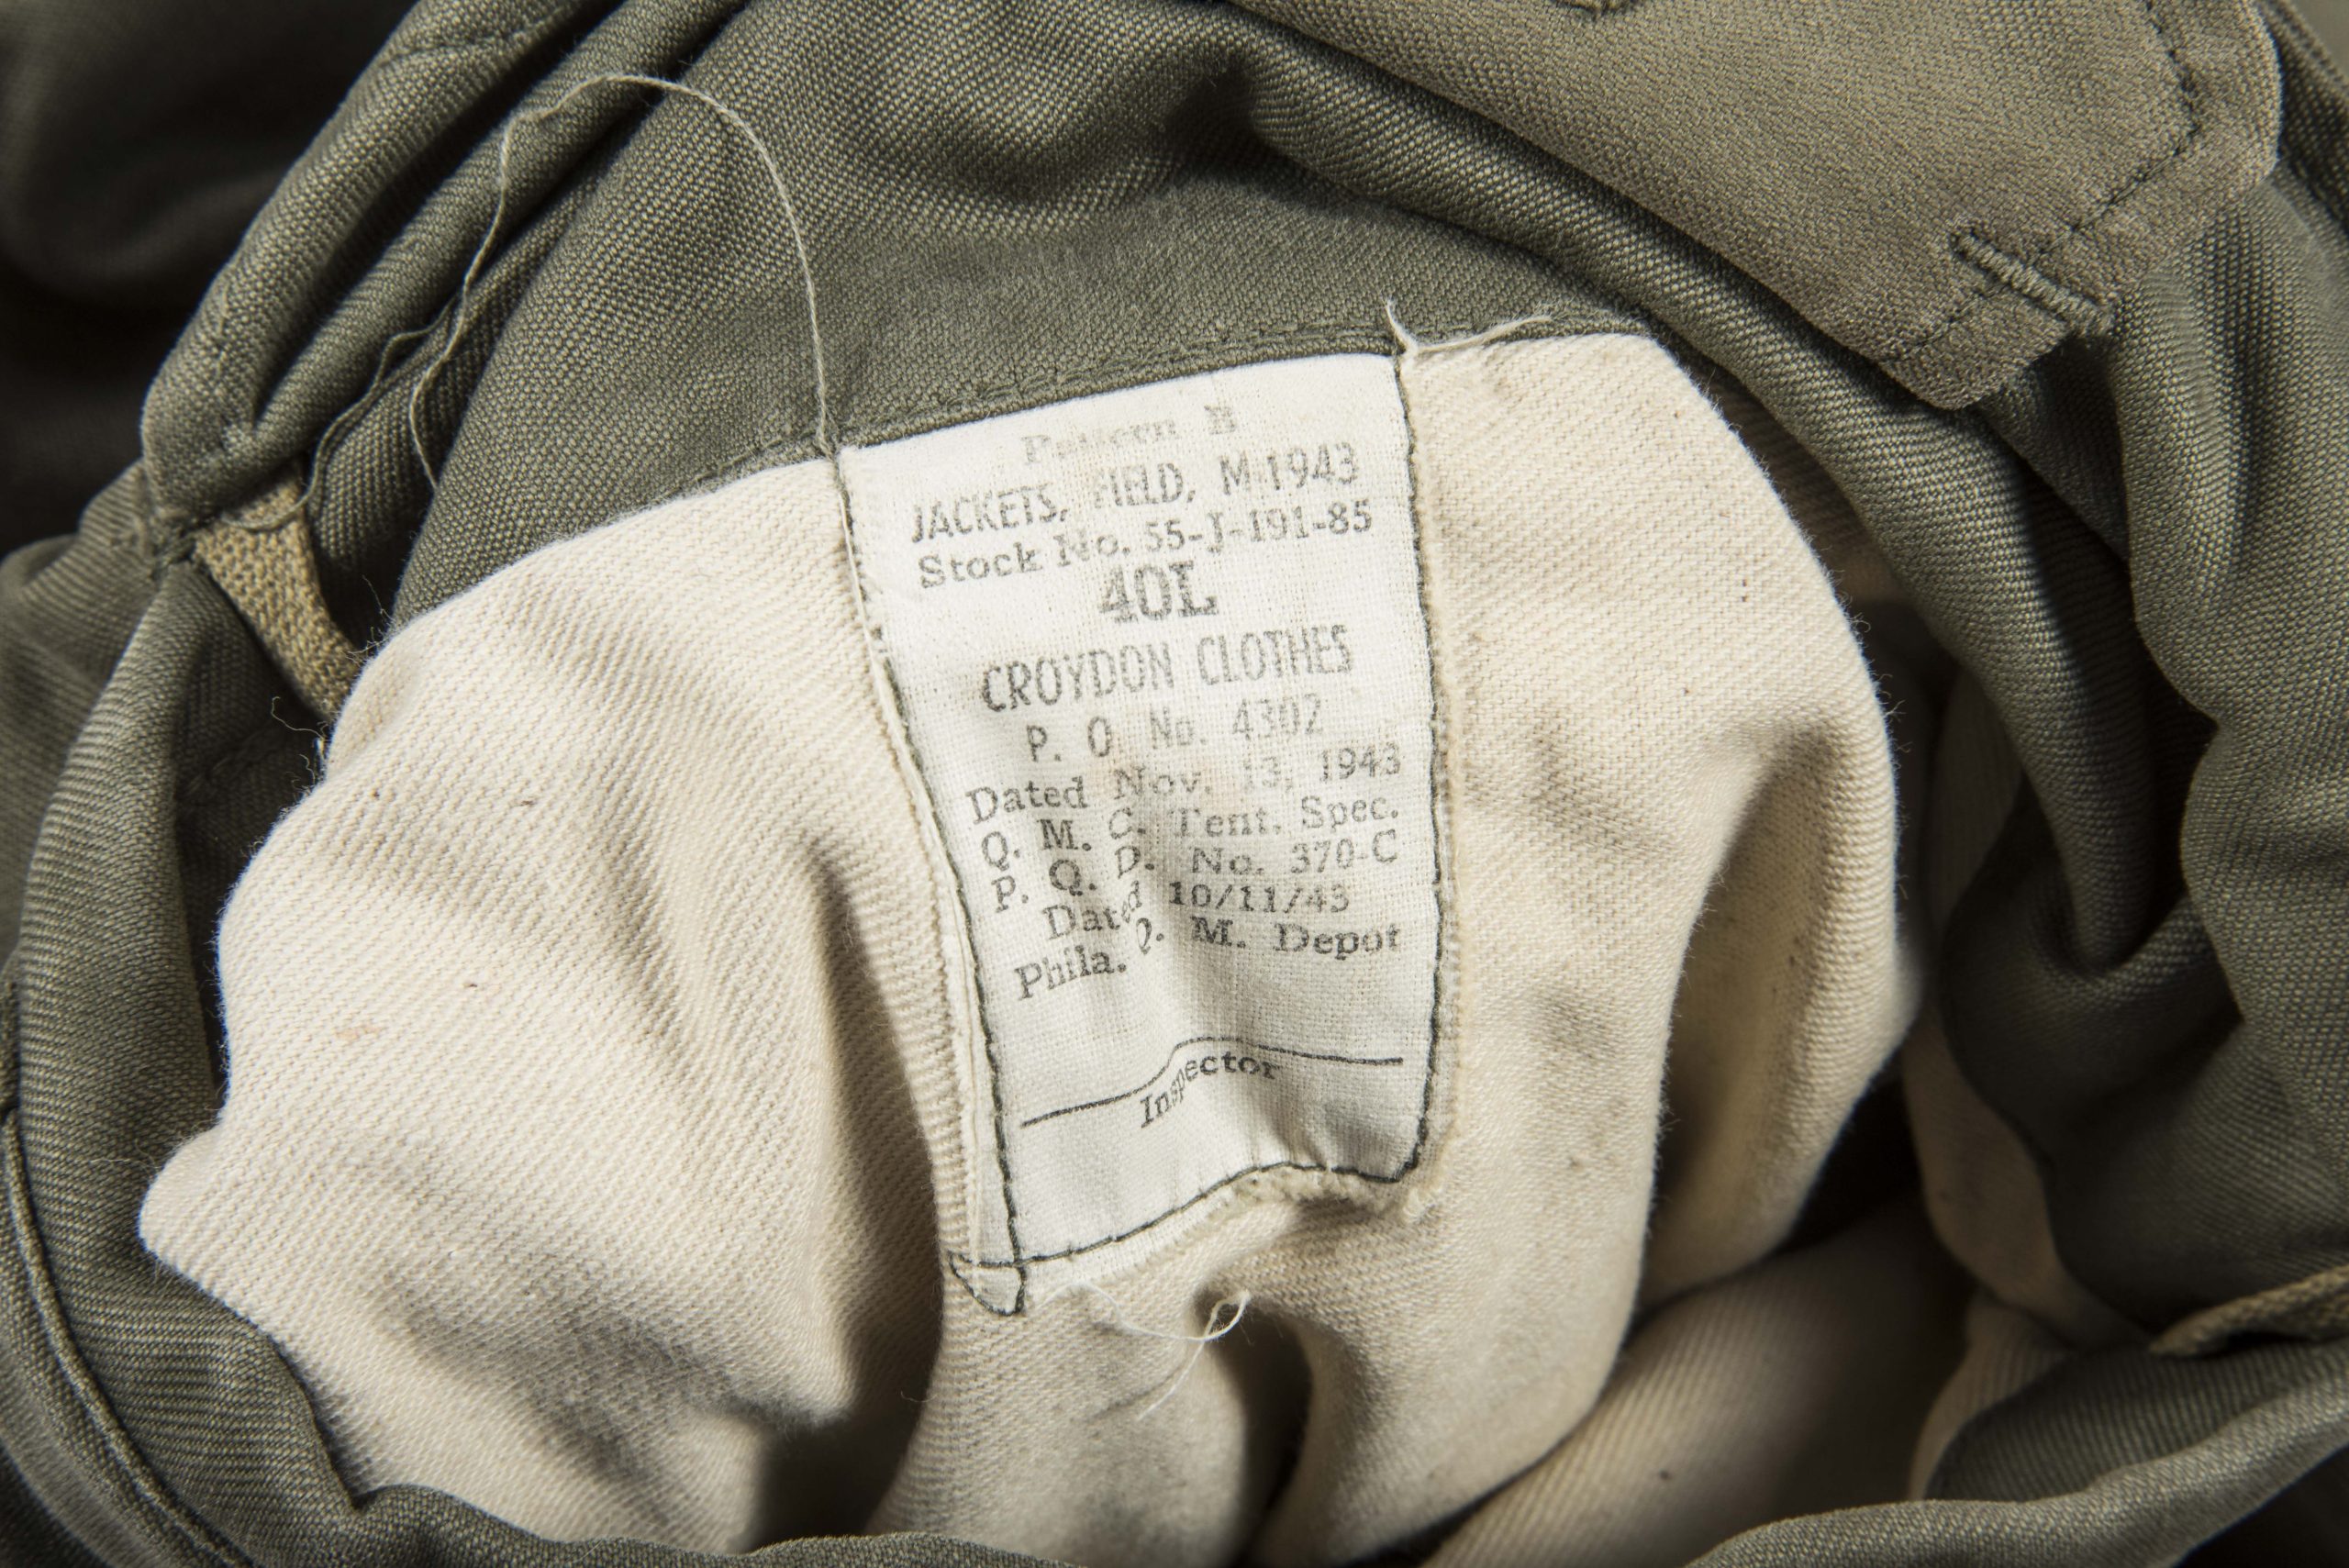 Pattern B
JACKETS, FIELD, M-1943
Stock No. 55-J-191-85
40L
CROYDON CLOTHES
P. O No. 4302
Dated Nov. 13, 1943
Q. M. C. Tent. Spec.
P. Q. D. No. 370-C
Dated 10/11/43
Phila. Q. M. Depot
Inspector